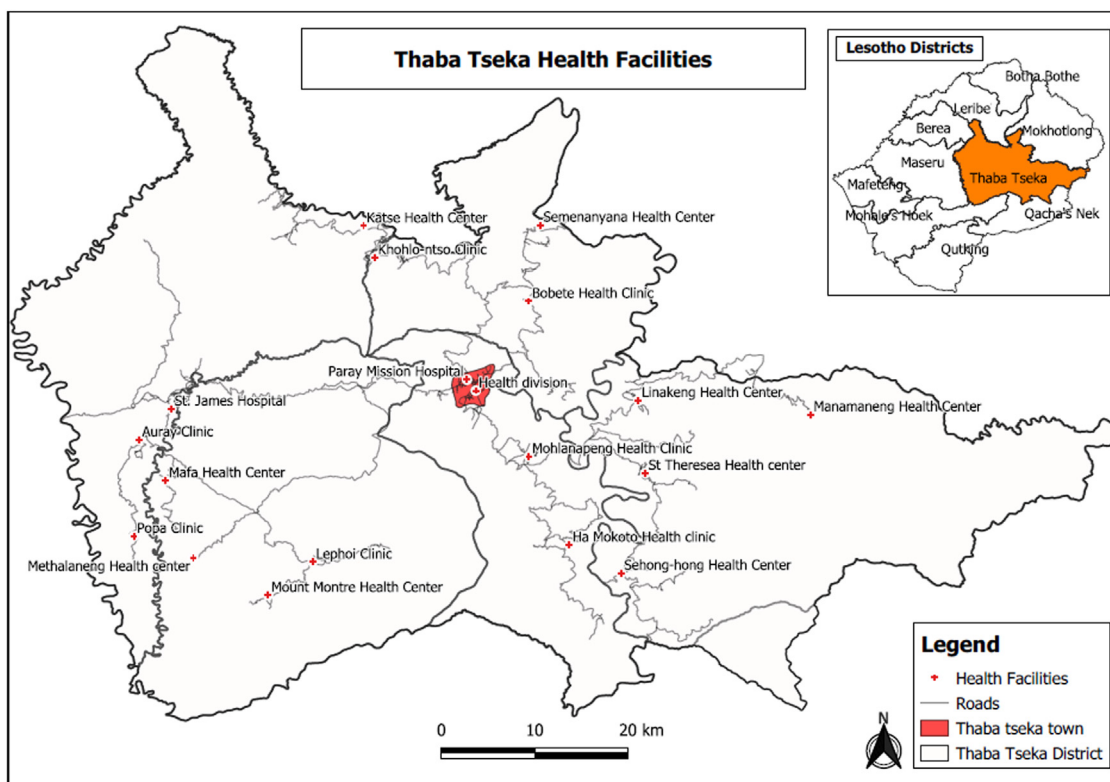 Thaba Tseka Health Facilities
Lesotho Districts
Botha Bothe
Leribe
Mokhotlong
Berea
Maseru
Thaba Tseka
Mafeteng
Mohale's Hoek
Qacha's Nek
Quthing
Katse Health Center
Semenanyana Health Center
Khohlo-ntso Clinic
Bobete Health Clinic
Paray Mission Hospital
Health division
St. James Hospital
Linakeng Health Center
Manamaneng Health Center
Auray Clinic
Mohlanapeng Health Clinic
Mafa Health Center
St Theresea Health center
Popa Clinic
Ha Mokoto Health clinic
Methalaneng Health center
Lephoi Clinic
Sehong-hong Health Center
Mount Montre Health Center
Legend
Health Facilities
Roads
Thaba tseka town
Thaba Tseka District
0 10 20 km
N